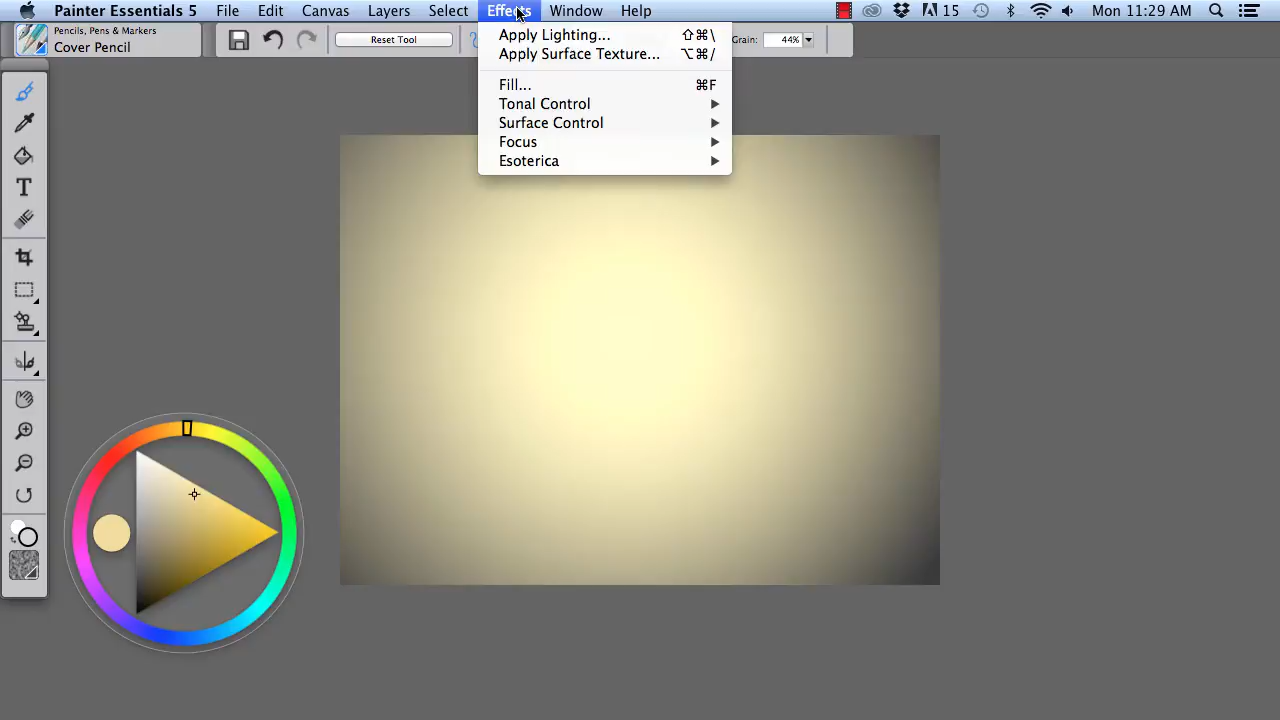 Painter Essentials 5 File Edit Canvas Layers Select Effects Window Help 15 Mon 11:29 AM
Pencils, Pens & Markers
Cover Pencil
Reset Tool
Grain: 44%
Apply Lighting... ⇧⌘\
Apply Surface Texture... ⌥⌘/
Fill... ⌘F
Tonal Control
Surface Control
Focus
Esoterica
T